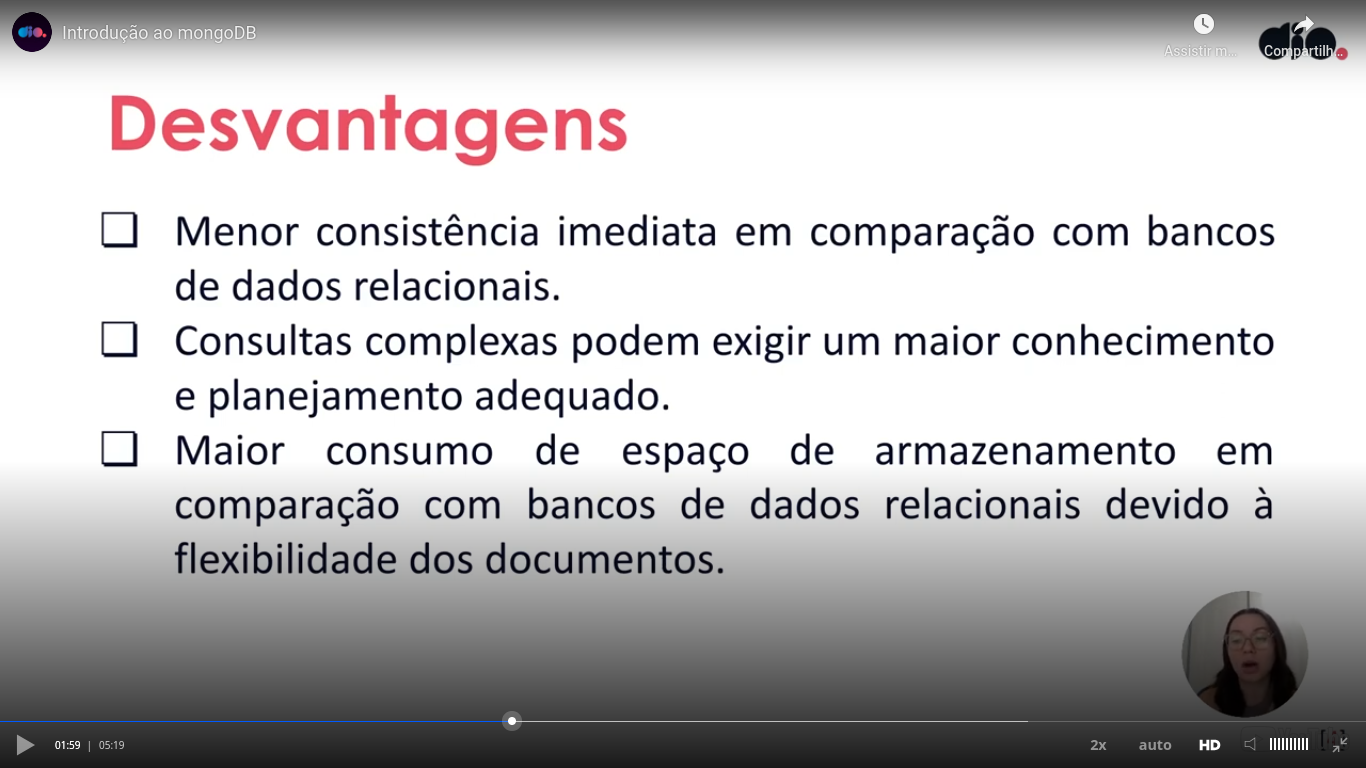 Introdução ao mongoDB
Assistir m...
Compartilh...
dio
Desvantagens
Menor consistência imediata em comparação com bancos
de dados relacionais.
Consultas complexas podem exigir um maior conhecimento
e planejamento adequado.
Maior consumo de espaço de armazenamento em
comparação com bancos de dados relacionais devido à
flexibilidade dos documentos.
01:59 | 05:19
2x auto HD